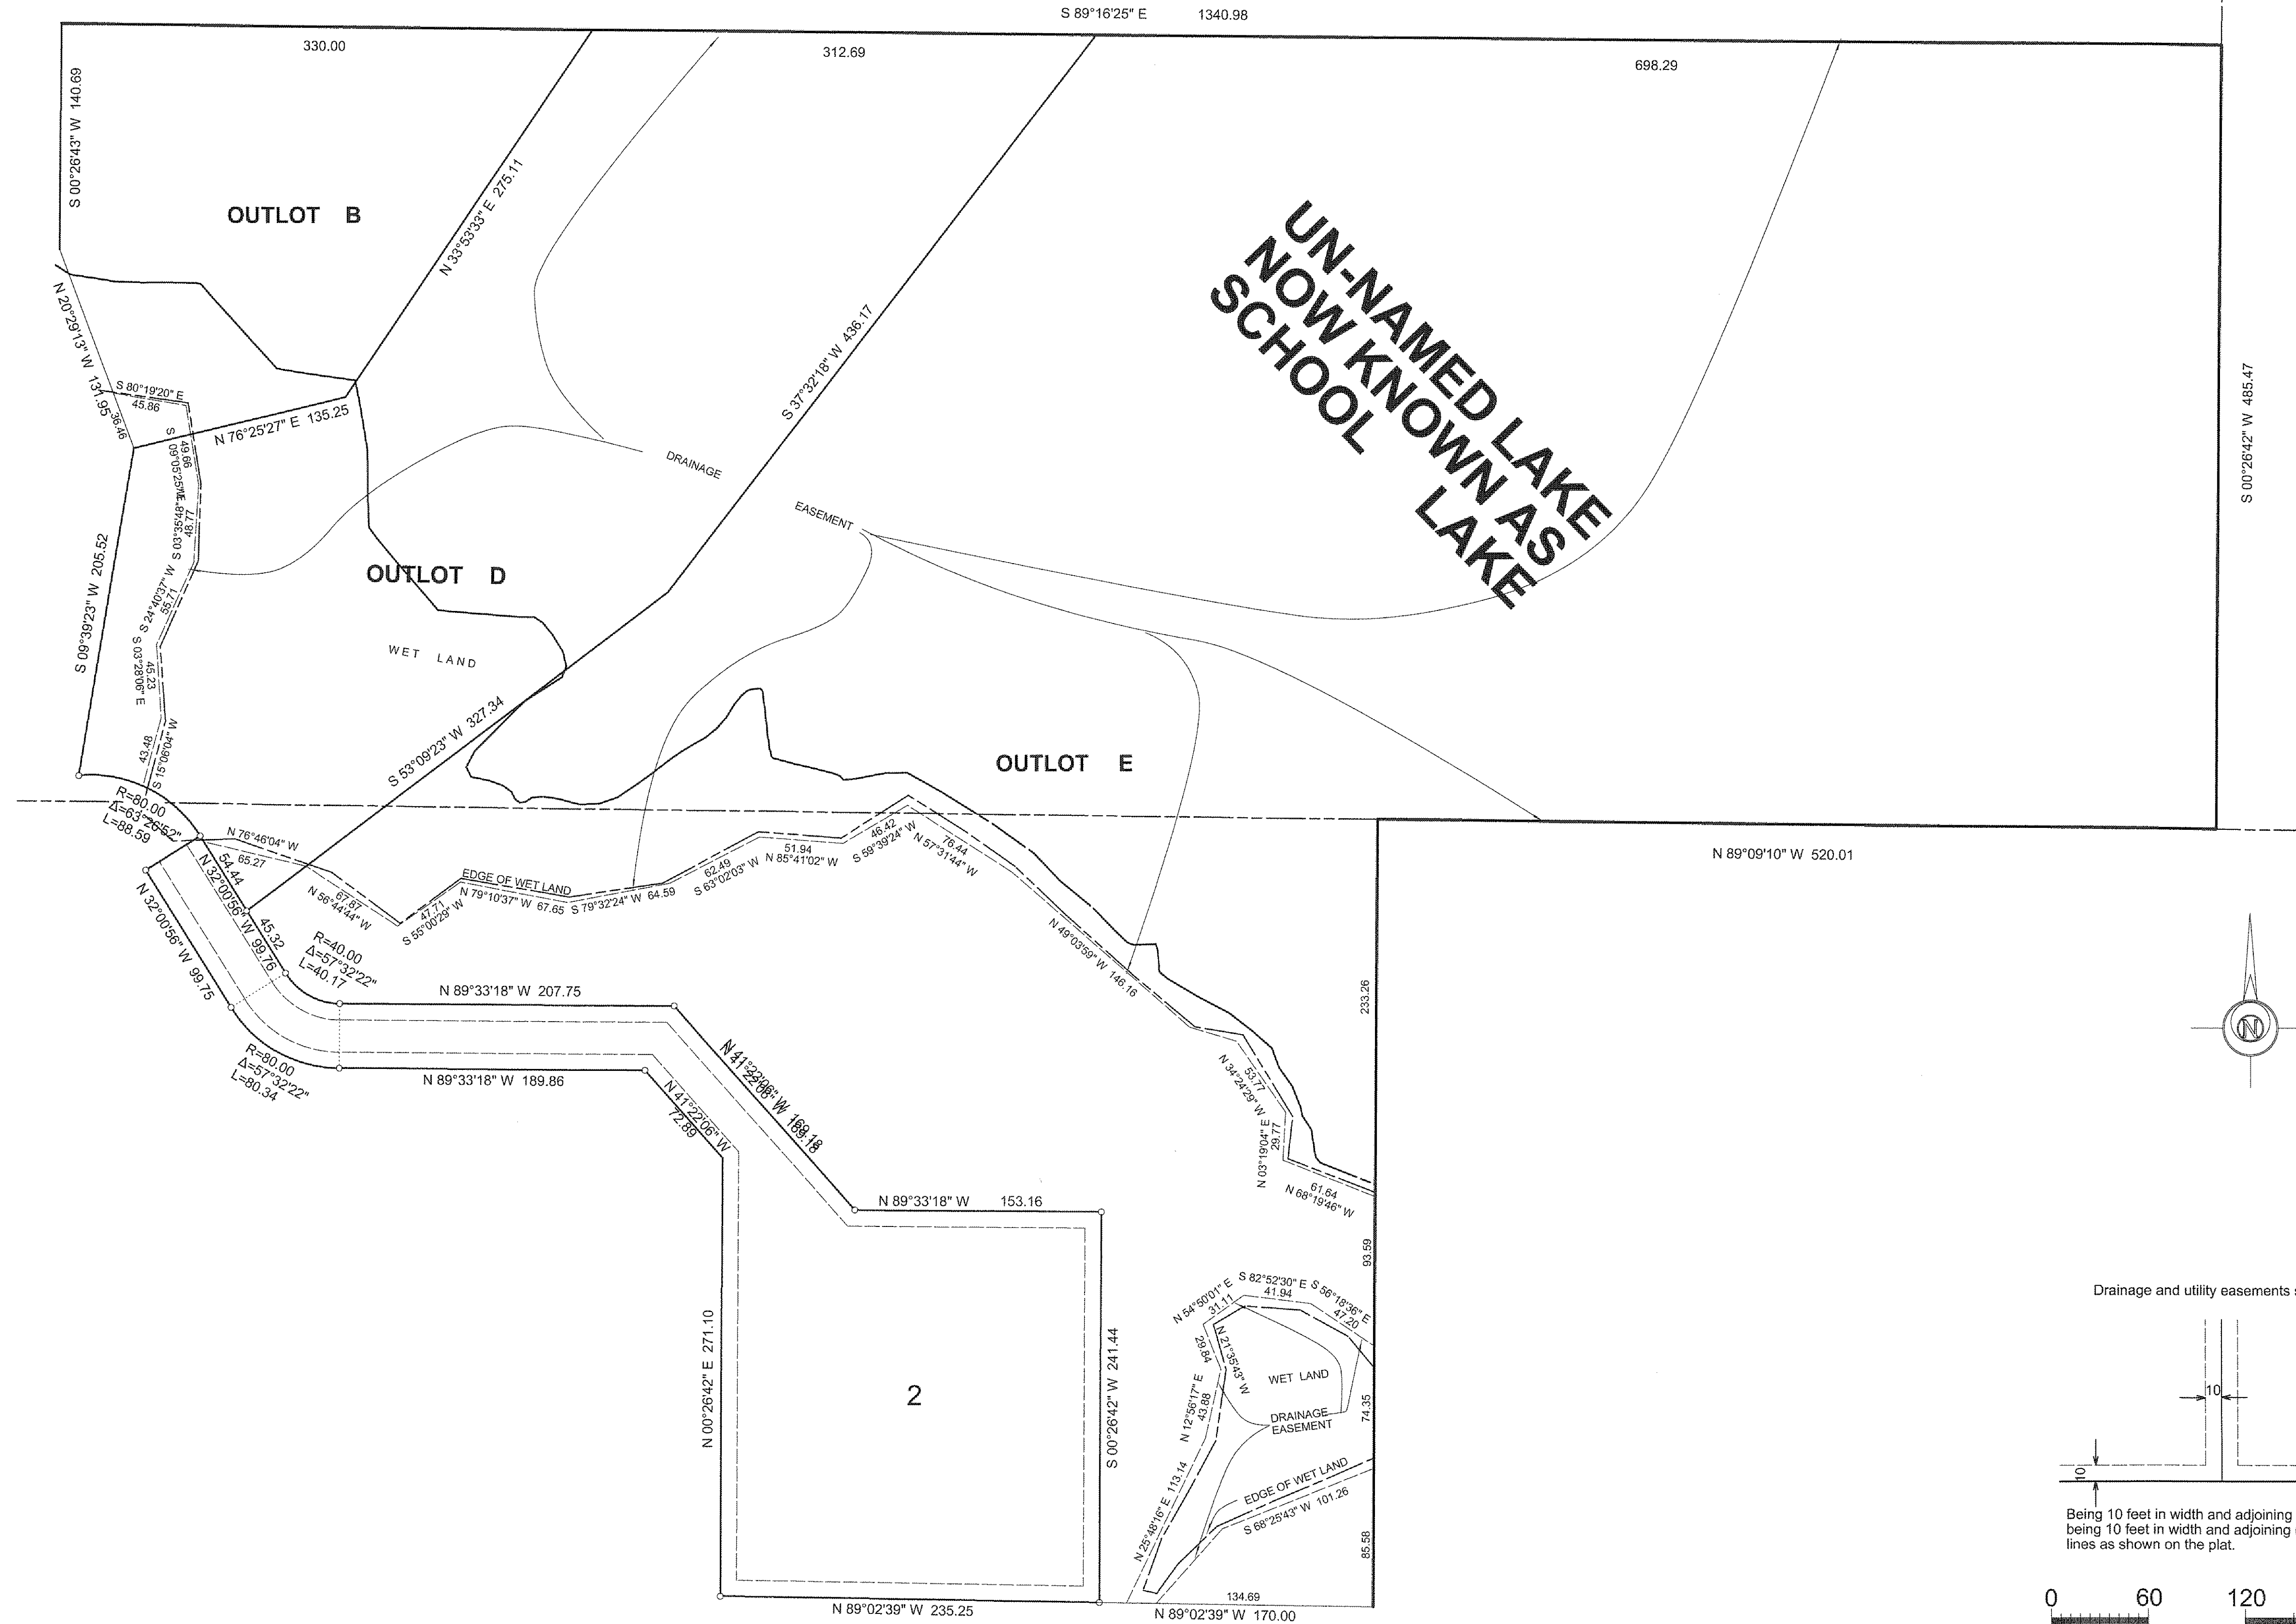 S 89°16'25" E 1340.98
330.00
312.69
698.29
S 00°26'43" W 140.69
OUTLOT B
N 33°53'33" E 275.11
UN-NAMED LAKE
NOW KNOWN AS
SCHOOL LAKE
N 20°29'13" W 131.95
36.46
S 80°19'20" E
45.86
N 76°25'27" E 135.25
S 37°32'18" W 436.17
S 00°26'42" W 485.47
49.66
S 09°05'25" E
S 03°35'48" W
48.77
DRAINAGE
EASEMENT
S 09°39'23" W 205.52
OUTLOT D
S 24°40'37" W
55.71
WET LAND
S 03°28'06" E
45.23
S 53°09'23" W 327.34
43.48
S 15°06'04" W
OUTLOT E
R=80.00
Δ=63°26'52"
L=88.59
N 76°46'04" W
65.27
54.44
N 32°00'56" W 99.76
45.32
N 32°00'56" W 99.75
67.87
N 56°44'44" W
47.71
S 55°00'29" W
EDGE OF WET LAND
N 79°10'37" W 67.65
S 79°32'24" W 64.59
62.49
S 63°02'03" W
51.94
N 85°41'02" W
46.42
S 59°39'24" W
76.44
N 57°31'44" W
N 89°09'10" W 520.01
R=40.00
Δ=57°32'22"
L=40.17
N 89°33'18" W 207.75
N 49°03'59" W 146.16
233.26
N
R=80.00
Δ=57°32'22"
L=80.34
N 89°33'18" W 189.86
N 41°22'06" W
72.89
N 41°22'06" W 169.18
N 41°22'06" W 169.18
53.77
N 34°24'29" W
N 03°19'04" E
29.77
61.64
N 68°19'46" W
N 89°33'18" W 153.16
93.59
N 54°50'01" E
31.11
S 82°52'30" E
41.94
S 56°18'36" E
47.20
29.84
N 21°35'43" W
WET LAND
N 12°56'17" E
43.88
DRAINAGE
EASEMENT
74.35
N 00°26'42" E 271.10
2
S 00°26'42" W 241.44
N 25°48'16" E 113.14
EDGE OF WET LAND
S 68°25'43" W 101.26
85.58
134.69
N 89°02'39" W 235.25
N 89°02'39" W 170.00
Drainage and utility easements
10
10
Being 10 feet in width and adjoining
being 10 feet in width and adjoining
lines as shown on the plat.
0 60 120